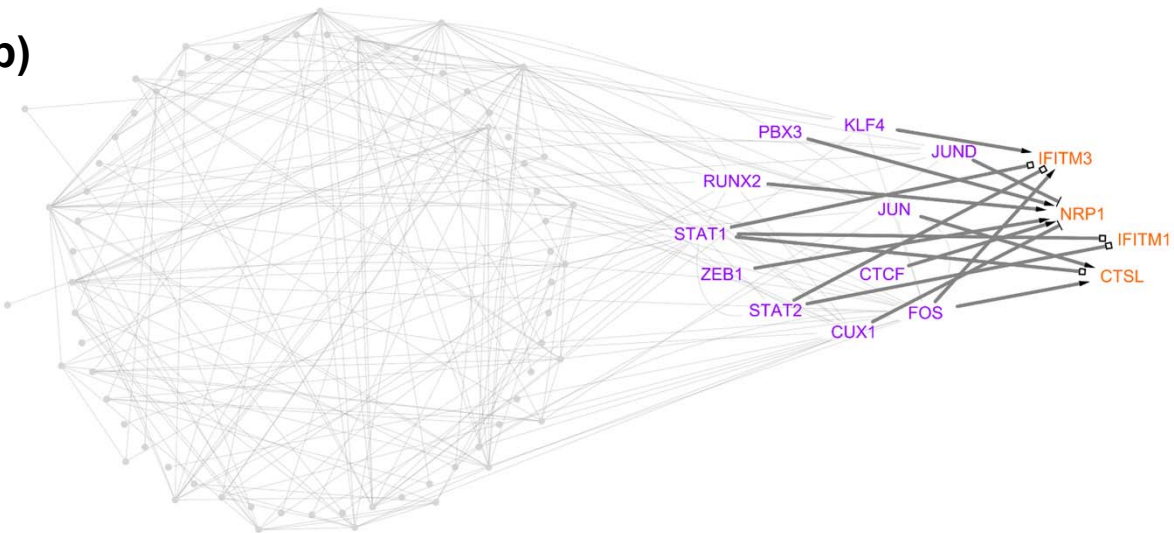 b)
PBX3
KLF4
JUND
IFITM3
RUNX2
JUN
NRP1
STAT1
IFITM1
ZEB1
CTCF
CTSL
STAT2
FOS
CUX1